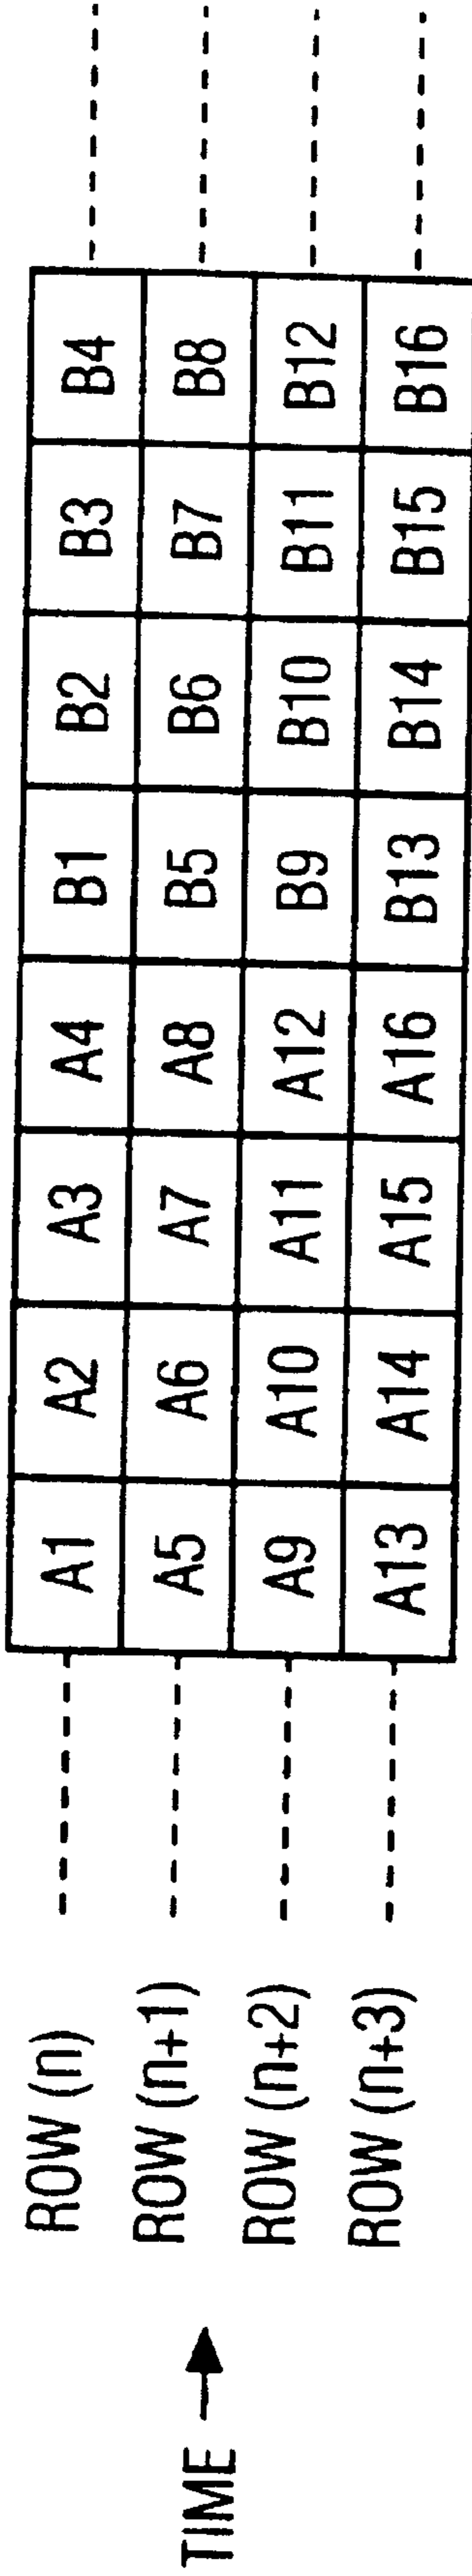 TIME
ROW (n) A1 A2 A3 A4 B1 B2 B3 B4
ROW (n+1) A5 A6 A7 A8 B5 B6 B7 B8
ROW (n+2) A9 A10 A11 A12 B9 B10 B11 B12
ROW (n+3) A13 A14 A15 A16 B13 B14 B15 B16